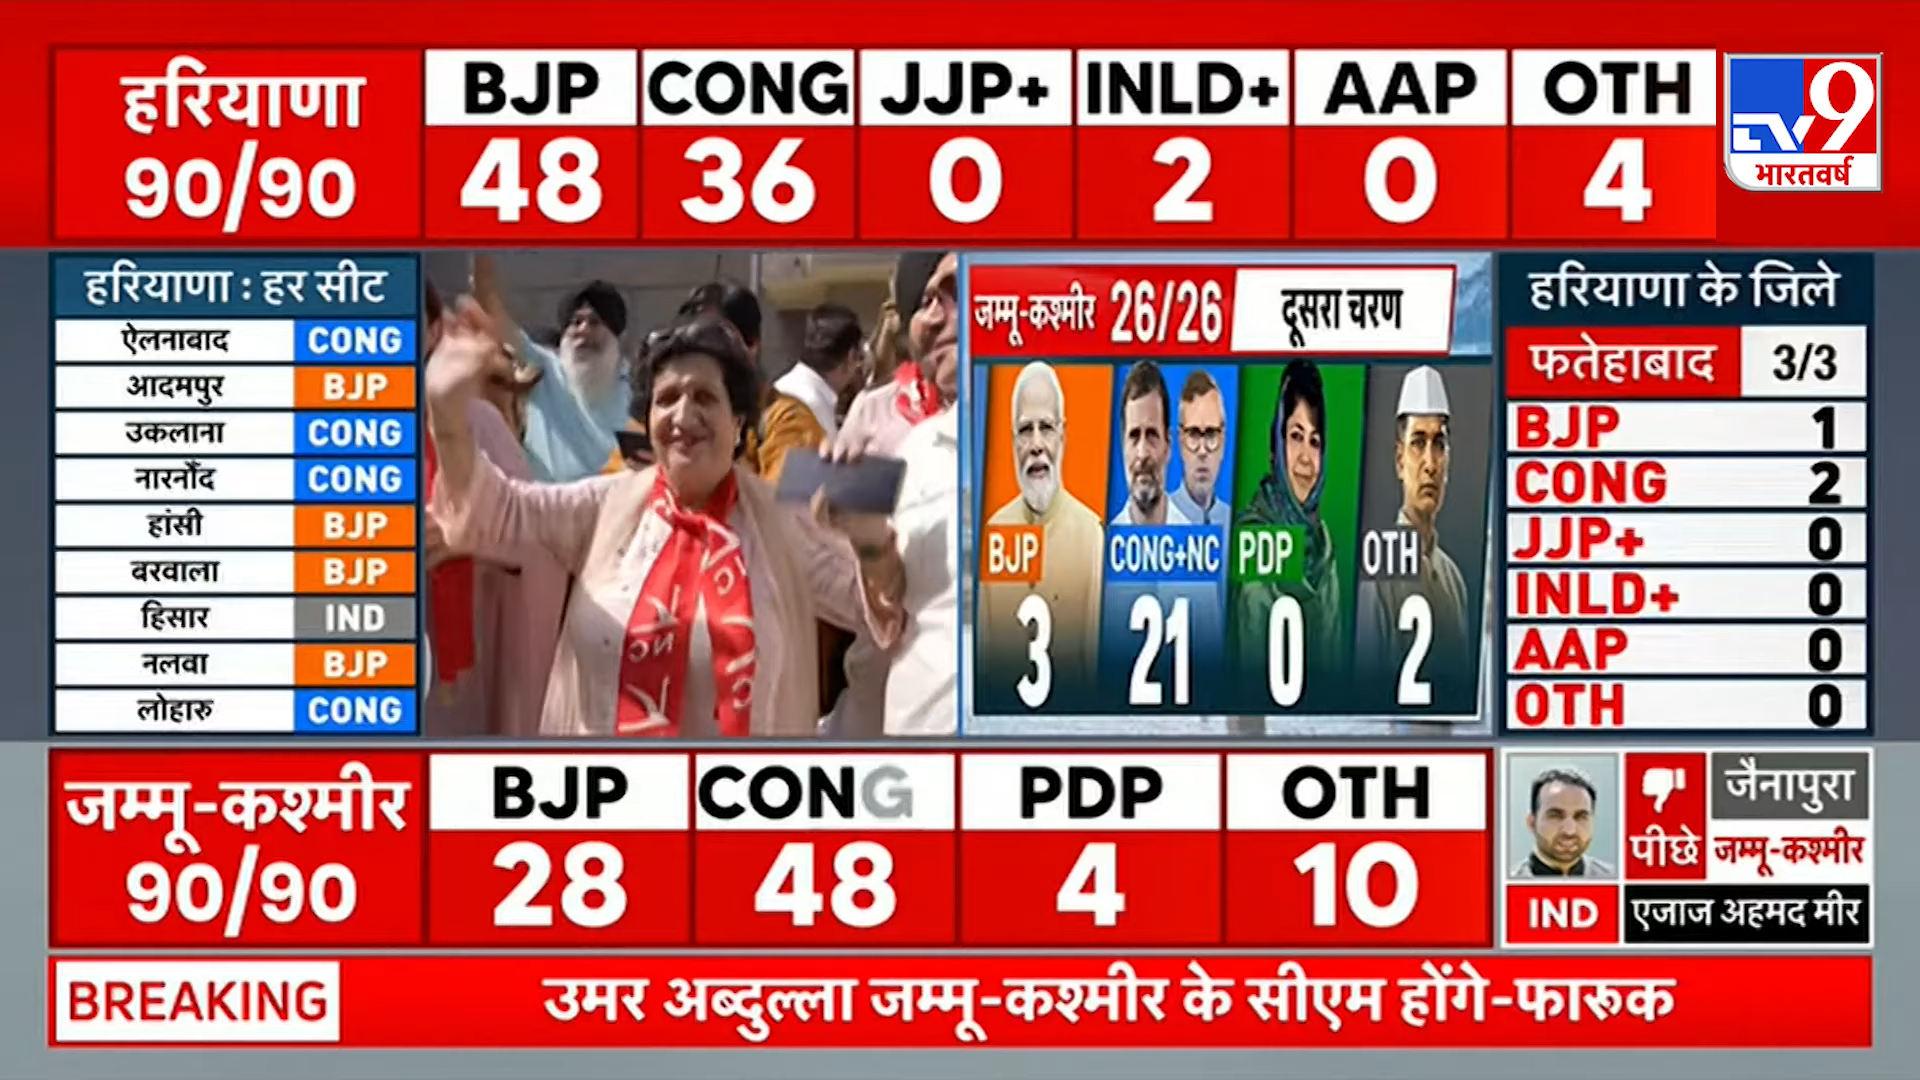 हरियाणा
90/90
BJP CONG JJP+ INLD+ AAP OTH
48 36 0 2 0 4
TV9
भारतवर्ष
हरियाणा : हर सीट
ऐलनाबाद CONG
आदमपुर BJP
उकलाना CONG
नारनौंद CONG
हांसी BJP
बरवाला BJP
हिसार IND
नलवा BJP
लोहारु CONG
NC
NC
जम्मू-कश्मीर 26/26 दूसरा चरण
BJP CONG+NC PDP OTH
3 21 0 2
हरियाणा के जिले
फतेहाबाद 3/3
BJP 1
CONG 2
JJP+ 0
INLD+ 0
AAP 0
OTH 0
जम्मू-कश्मीर
90/90
BJP CONG PDP OTH
28 48 4 10
जैनापुरा
पीछे जम्मू-कश्मीर
IND एजाज अहमद मीर
BREAKING उमर अब्दुल्ला जम्मू-कश्मीर के सीएम होंगे-फारूक